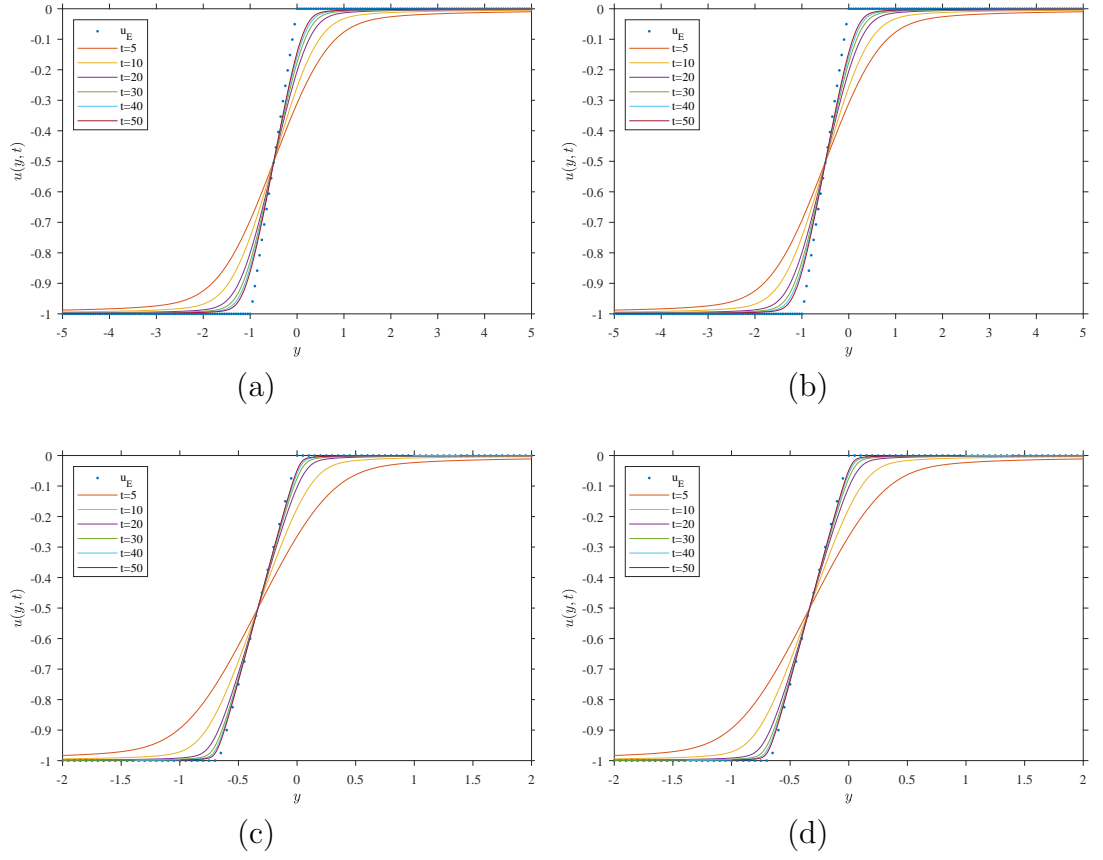 0
-0.1
-0.2
-0.3
-0.4
-0.5
-0.6
-0.7
-0.8
-0.9
-1
u(y, t)
u_E
t=5
t=10
t=20
t=30
t=40
t=50
-5 -4 -3 -2 -1 0 1 2 3 4 5
y
(a)
0
-0.1
-0.2
-0.3
-0.4
-0.5
-0.6
-0.7
-0.8
-0.9
-1
u(y, t)
u_E
t=5
t=10
t=20
t=30
t=40
t=50
-5 -4 -3 -2 -1 0 1 2 3 4 5
y
(b)
0
-0.1
-0.2
-0.3
-0.4
-0.5
-0.6
-0.7
-0.8
-0.9
-1
u(y, t)
u_E
t=5
t=10
t=20
t=30
t=40
t=50
-2 -1.5 -1 -0.5 0 0.5 1 1.5 2
y
(c)
0
-0.1
-0.2
-0.3
-0.4
-0.5
-0.6
-0.7
-0.8
-0.9
-1
u(y, t)
u_E
t=5
t=10
t=20
t=30
t=40
t=50
-2 -1.5 -1 -0.5 0 0.5 1 1.5 2
y
(d)